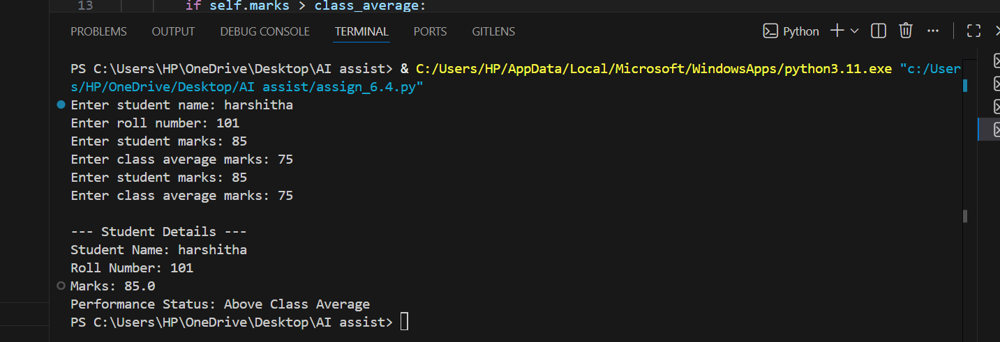 13 if self.marks > class_average:
PROBLEMS OUTPUT DEBUG CONSOLE TERMINAL PORTS GITLENS Python
PS C:\Users\HP\OneDrive\Desktop\AI assist> & C:/Users/HP/AppData/Local/Microsoft/WindowsApps/python3.11.exe "c:/User
s/HP/OneDrive/Desktop/AI assist/assign_6.4.py"
Enter student name: harshitha
Enter roll number: 101
Enter student marks: 85
Enter class average marks: 75
Enter student marks: 85
Enter class average marks: 75
--- Student Details ---
Student Name: harshitha
Roll Number: 101
Marks: 85.0
Performance Status: Above Class Average
PS C:\Users\HP\OneDrive\Desktop\AI assist>